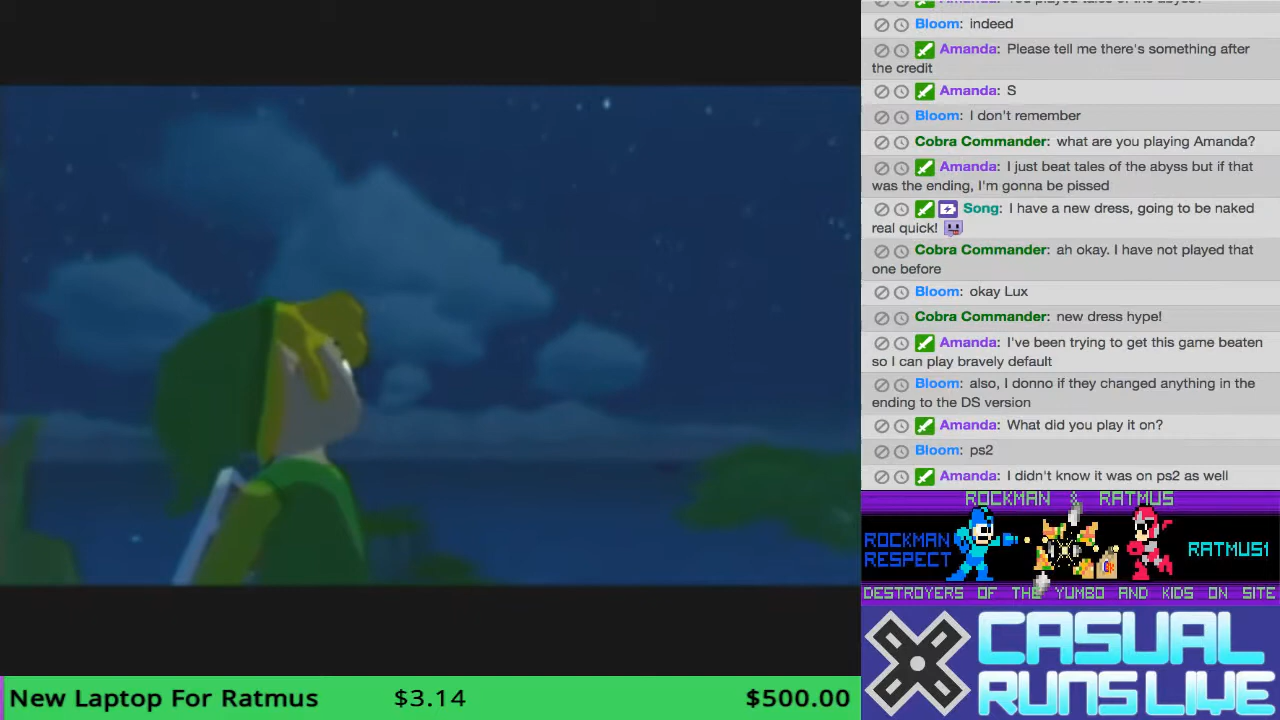 Bloom: indeed
Amanda: Please tell me there's something after
the credit
Amanda: S
Bloom: I don't remember
Cobra Commander: what are you playing Amanda?
Amanda: I just beat tales of the abyss but if that
was the ending, I'm gonna be pissed
Song: I have a new dress, going to be naked
real quick!
Cobra Commander: ah okay. I have not played that
one before
Bloom: okay Lux
Cobra Commander: new dress hype!
Amanda: I've been trying to get this game beaten
so I can play bravely default
Bloom: also, I donno if they changed anything in the
ending to the DS version
Amanda: What did you play it on?
Bloom: ps2
Amanda: I didn't know it was on ps2 as well
ROCKMAN & RATMUS
ROCKMAN
RESPECT
RATMUS1
DESTROYERS OF THE YUMBO AND KIDS ON SITE
CASUAL
RUNS LIVE
New Laptop For Ratmus $3.14 $500.00